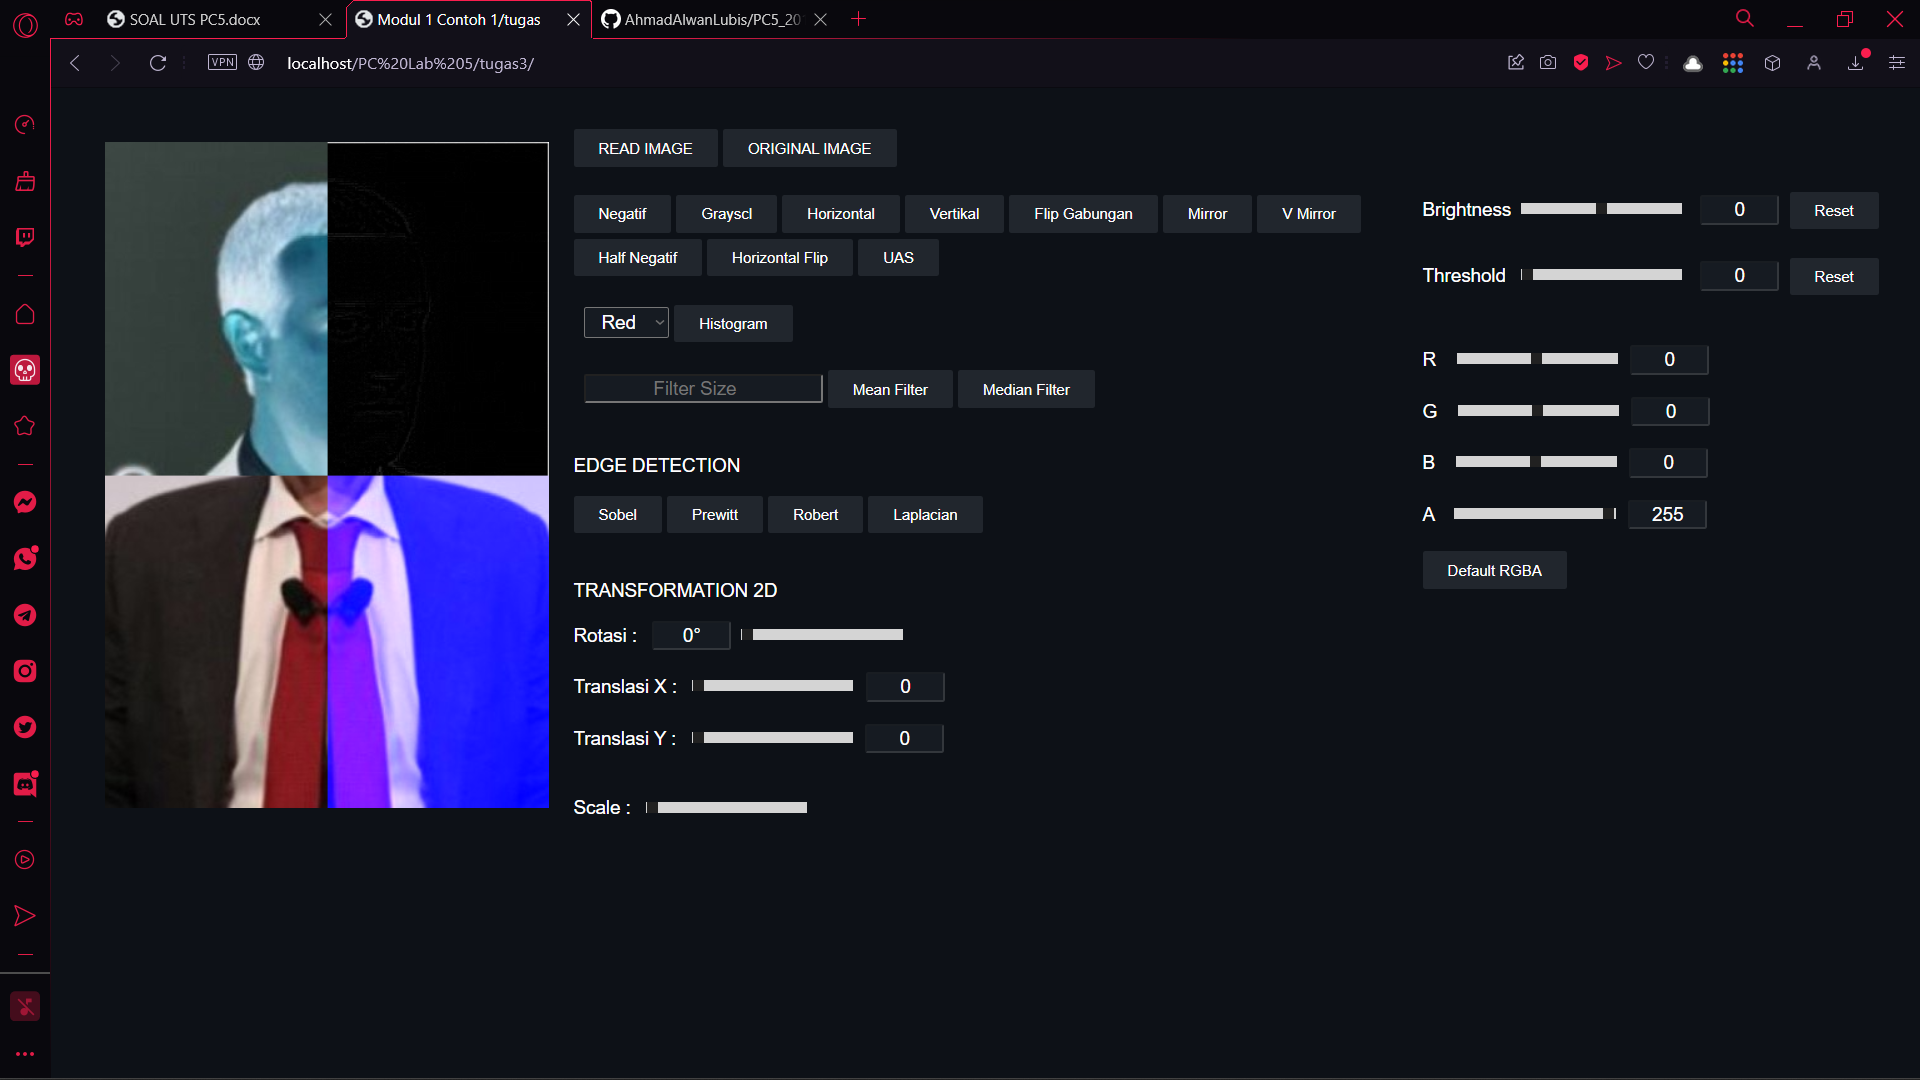 SOAL UTS PC5.docx
Modul 1 Contoh 1/tugas
AhmadAlwanLubis/PC5_20
VPN
localhost/PC%20Lab%205/tugas3/
READ IMAGE
ORIGINAL IMAGE
Negatif
Grayscl
Horizontal
Vertikal
Flip Gabungan
Mirror
V Mirror
Half Negatif
Horizontal Flip
UAS
Red
Histogram
Filter Size
Mean Filter
Median Filter
EDGE DETECTION
Sobel
Prewitt
Robert
Laplacian
TRANSFORMATION 2D
Rotasi :
0°
Translasi X :
0
Translasi Y :
0
Scale :
Brightness
0
Reset
Threshold
0
Reset
R
0
G
0
B
0
A
255
Default RGBA